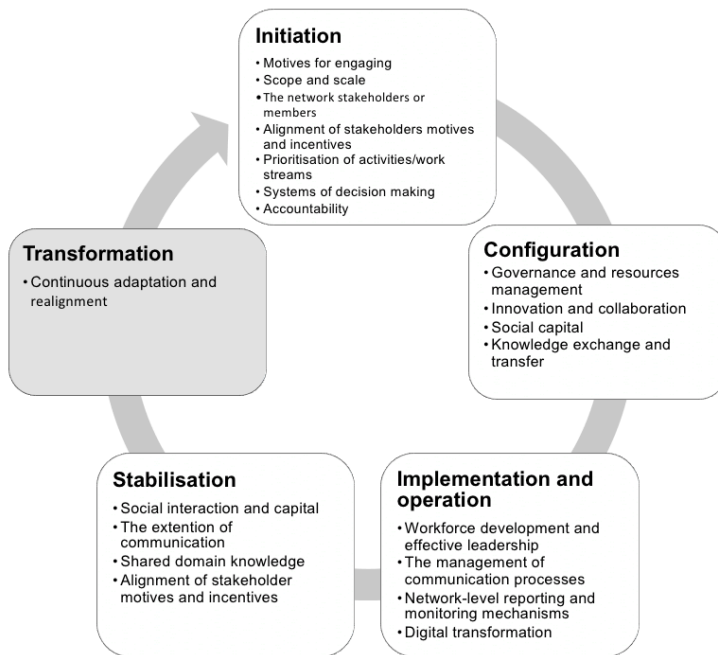 Initiation
• Motives for engaging
• Scope and scale
• The network stakeholders or
members
• Alignment of stakeholders motives
and incentives
• Prioritisation of activities/work
streams
• Systems of decision making
• Accountability
Configuration
• Governance and resources
management
• Innovation and collaboration
• Social capital
• Knowledge exchange and
transfer
Implementation and
operation
• Workforce development and
effective leadership
• The management of
communication processes
• Network-level reporting and
monitoring mechanisms
• Digital transformation
Stabilisation
• Social interaction and capital
• The extention of
communication
• Shared domain knowledge
• Alignment of stakeholder
motives and incentives
Transformation
• Continuous adaptation and
realignment